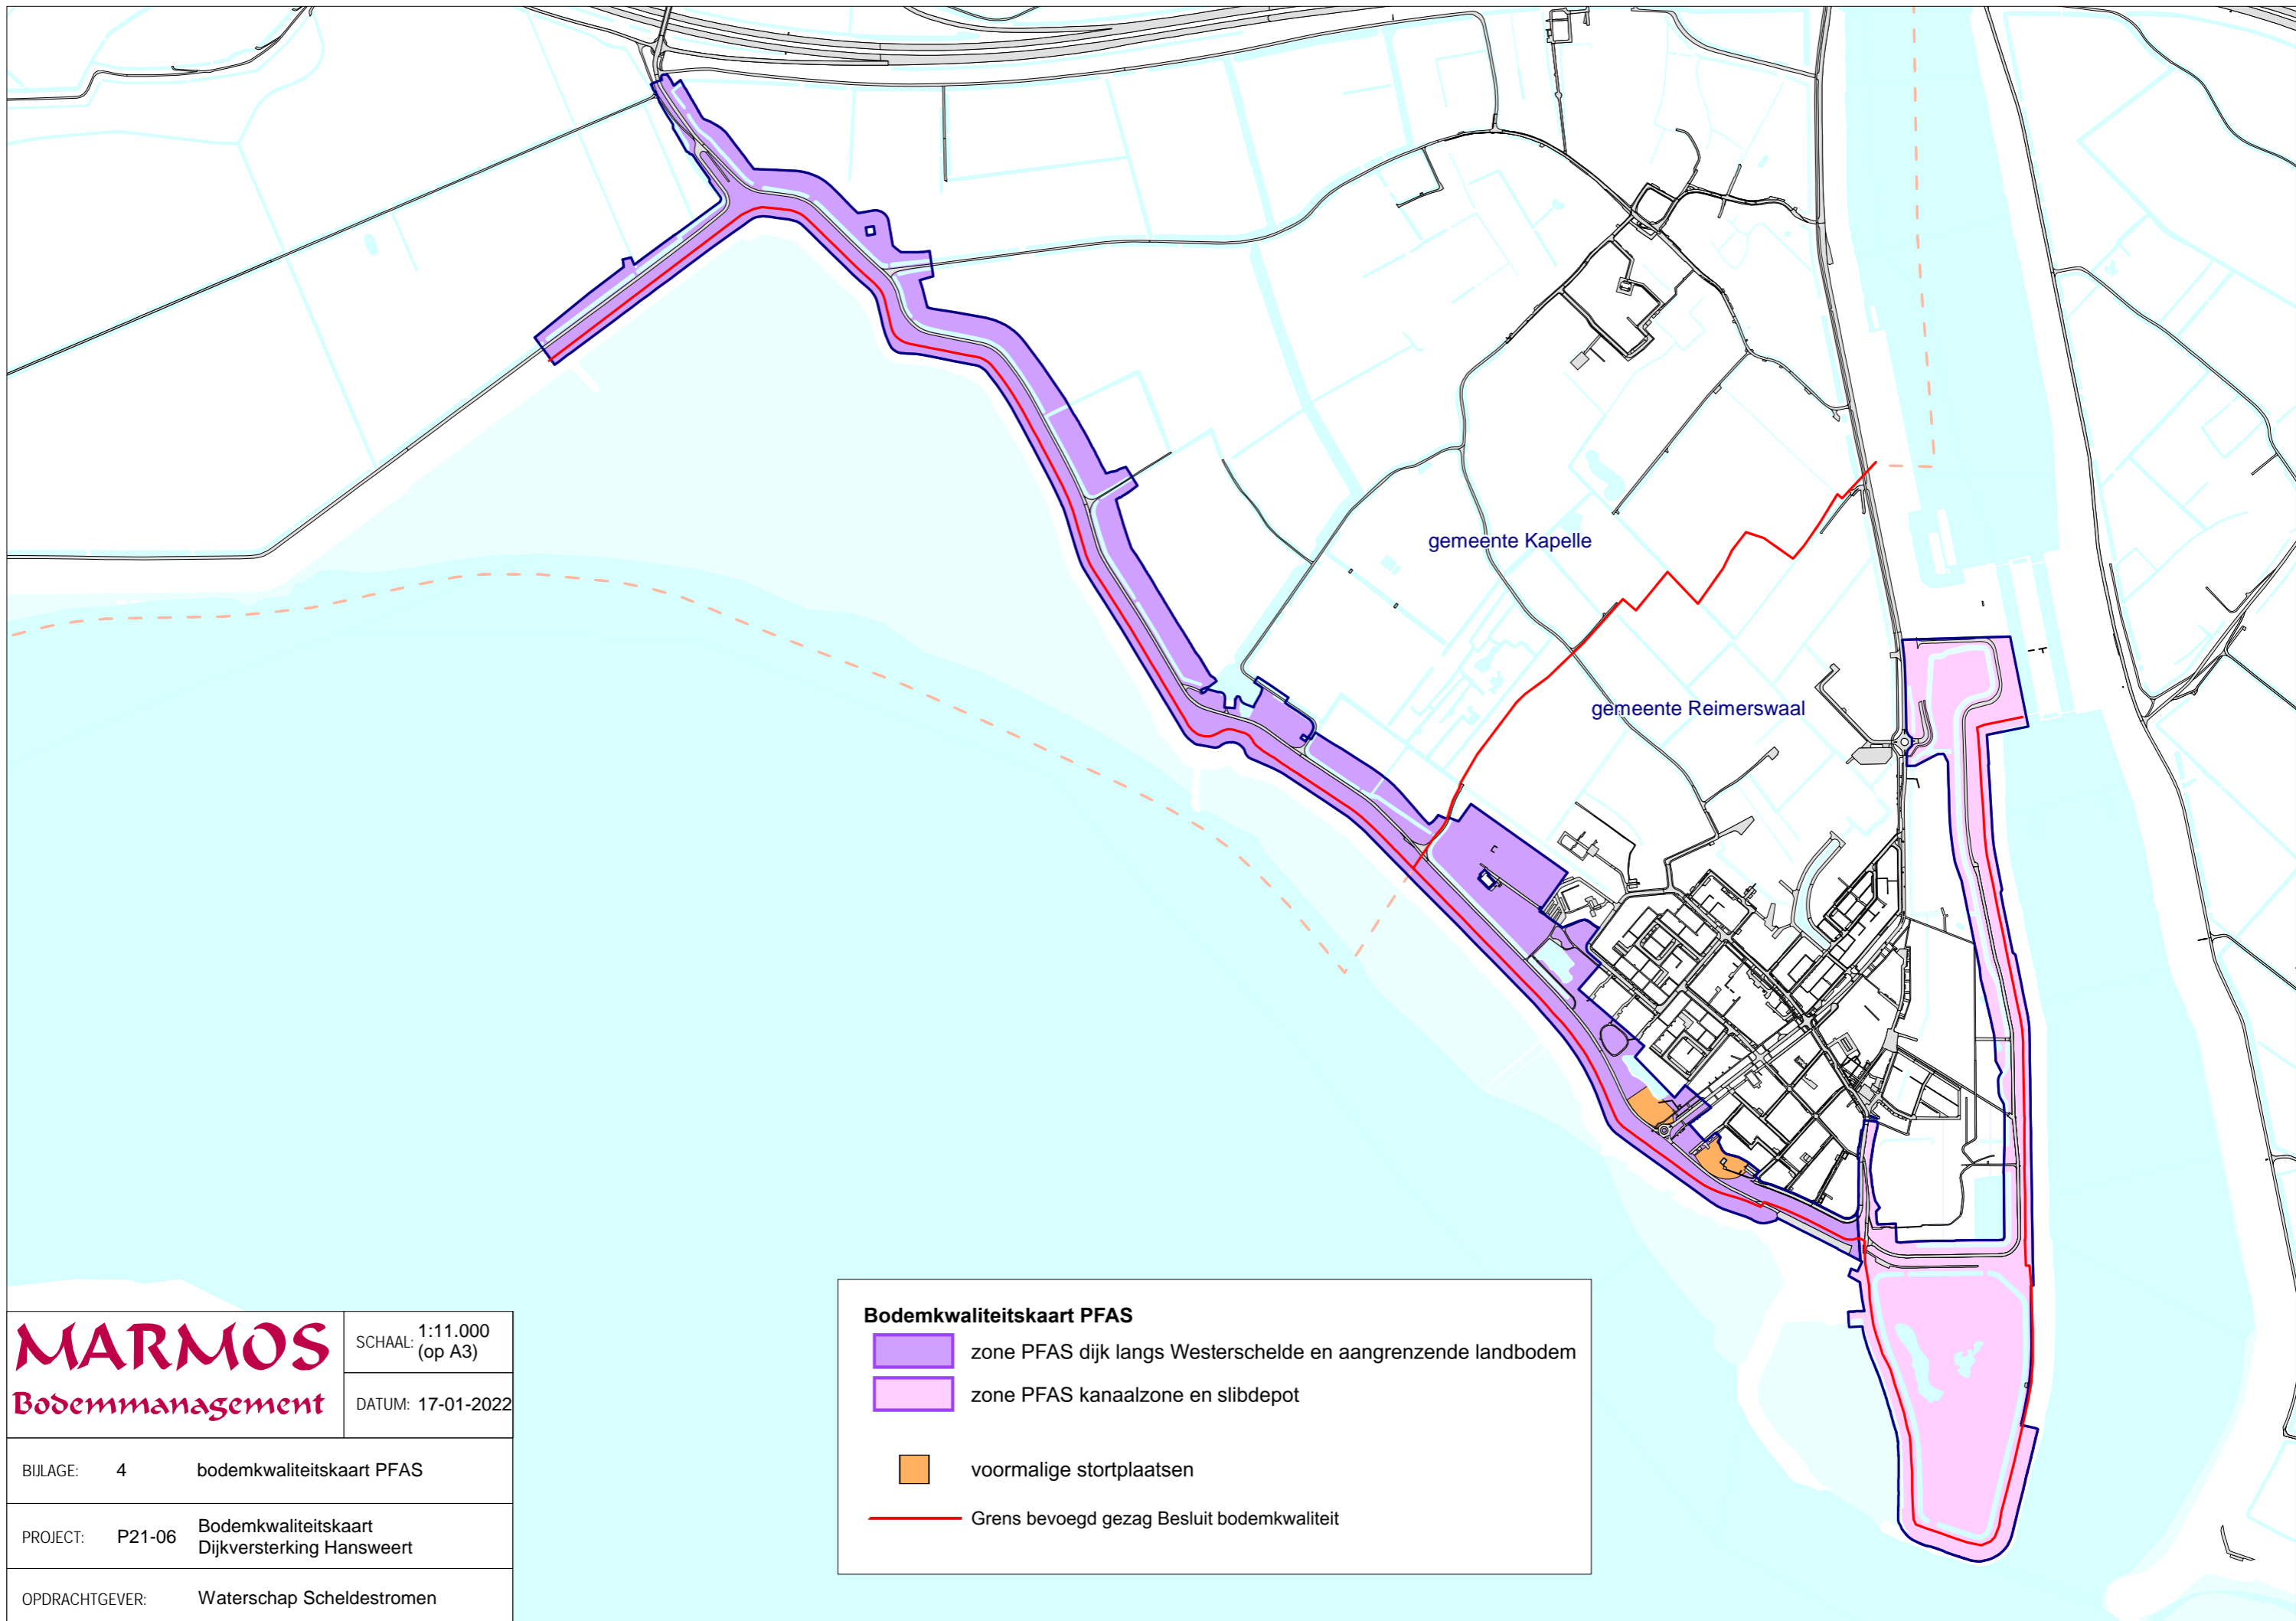 gemeente Kapelle
gemeente Reimerswaal
MARMOS
Bodemmanagement
SCHAAL: 1:11.000
(op A3)
DATUM: 17-01-2022
BIJLAGE: 4 bodemkwaliteitskaart PFAS
PROJECT: P21-06 Bodemkwaliteitskaart
Dijkversterking Hansweert
OPDRACHTGEVER: Waterschap Scheldestromen
Bodemkwaliteitskaart PFAS
zone PFAS dijk langs Westerschelde en aangrenzende landbodem
zone PFAS kanaalzone en slibdepot
voormalige stortplaatsen
Grens bevoegd gezag Besluit bodemkwaliteit